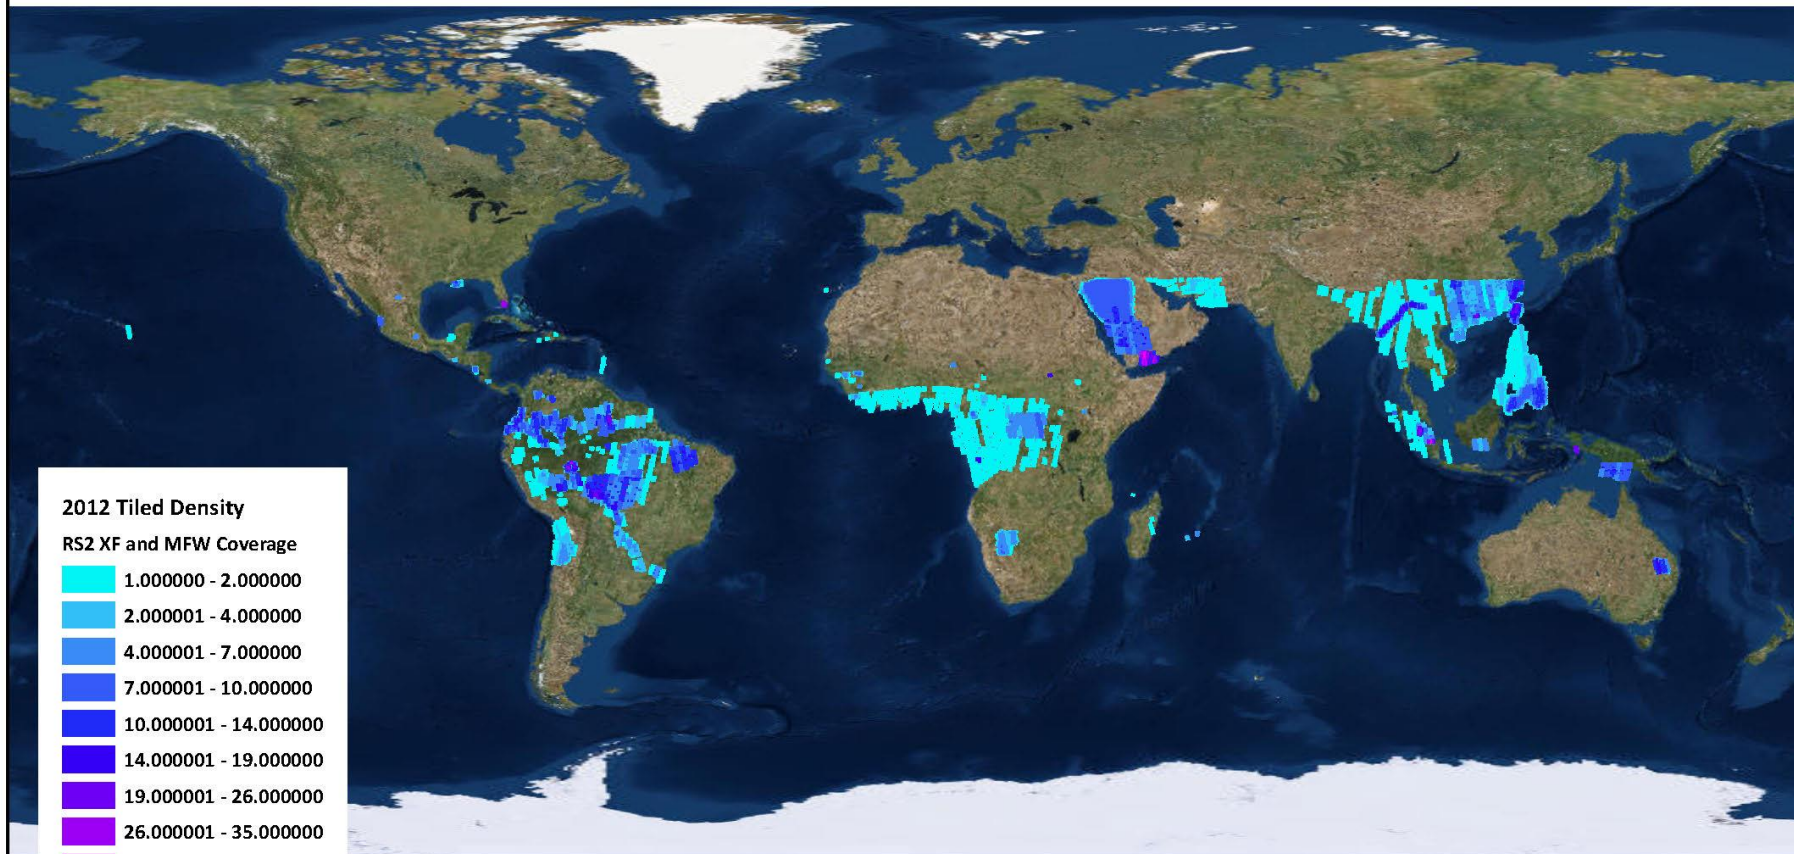 2012 Tiled Density
RS2 XF and MFW Coverage
1.000000 - 2.000000
2.000001 - 4.000000
4.000001 - 7.000000
7.000001 - 10.000000
10.000001 - 14.000000
14.000001 - 19.000000
19.000001 - 26.000000
26.000001 - 35.000000